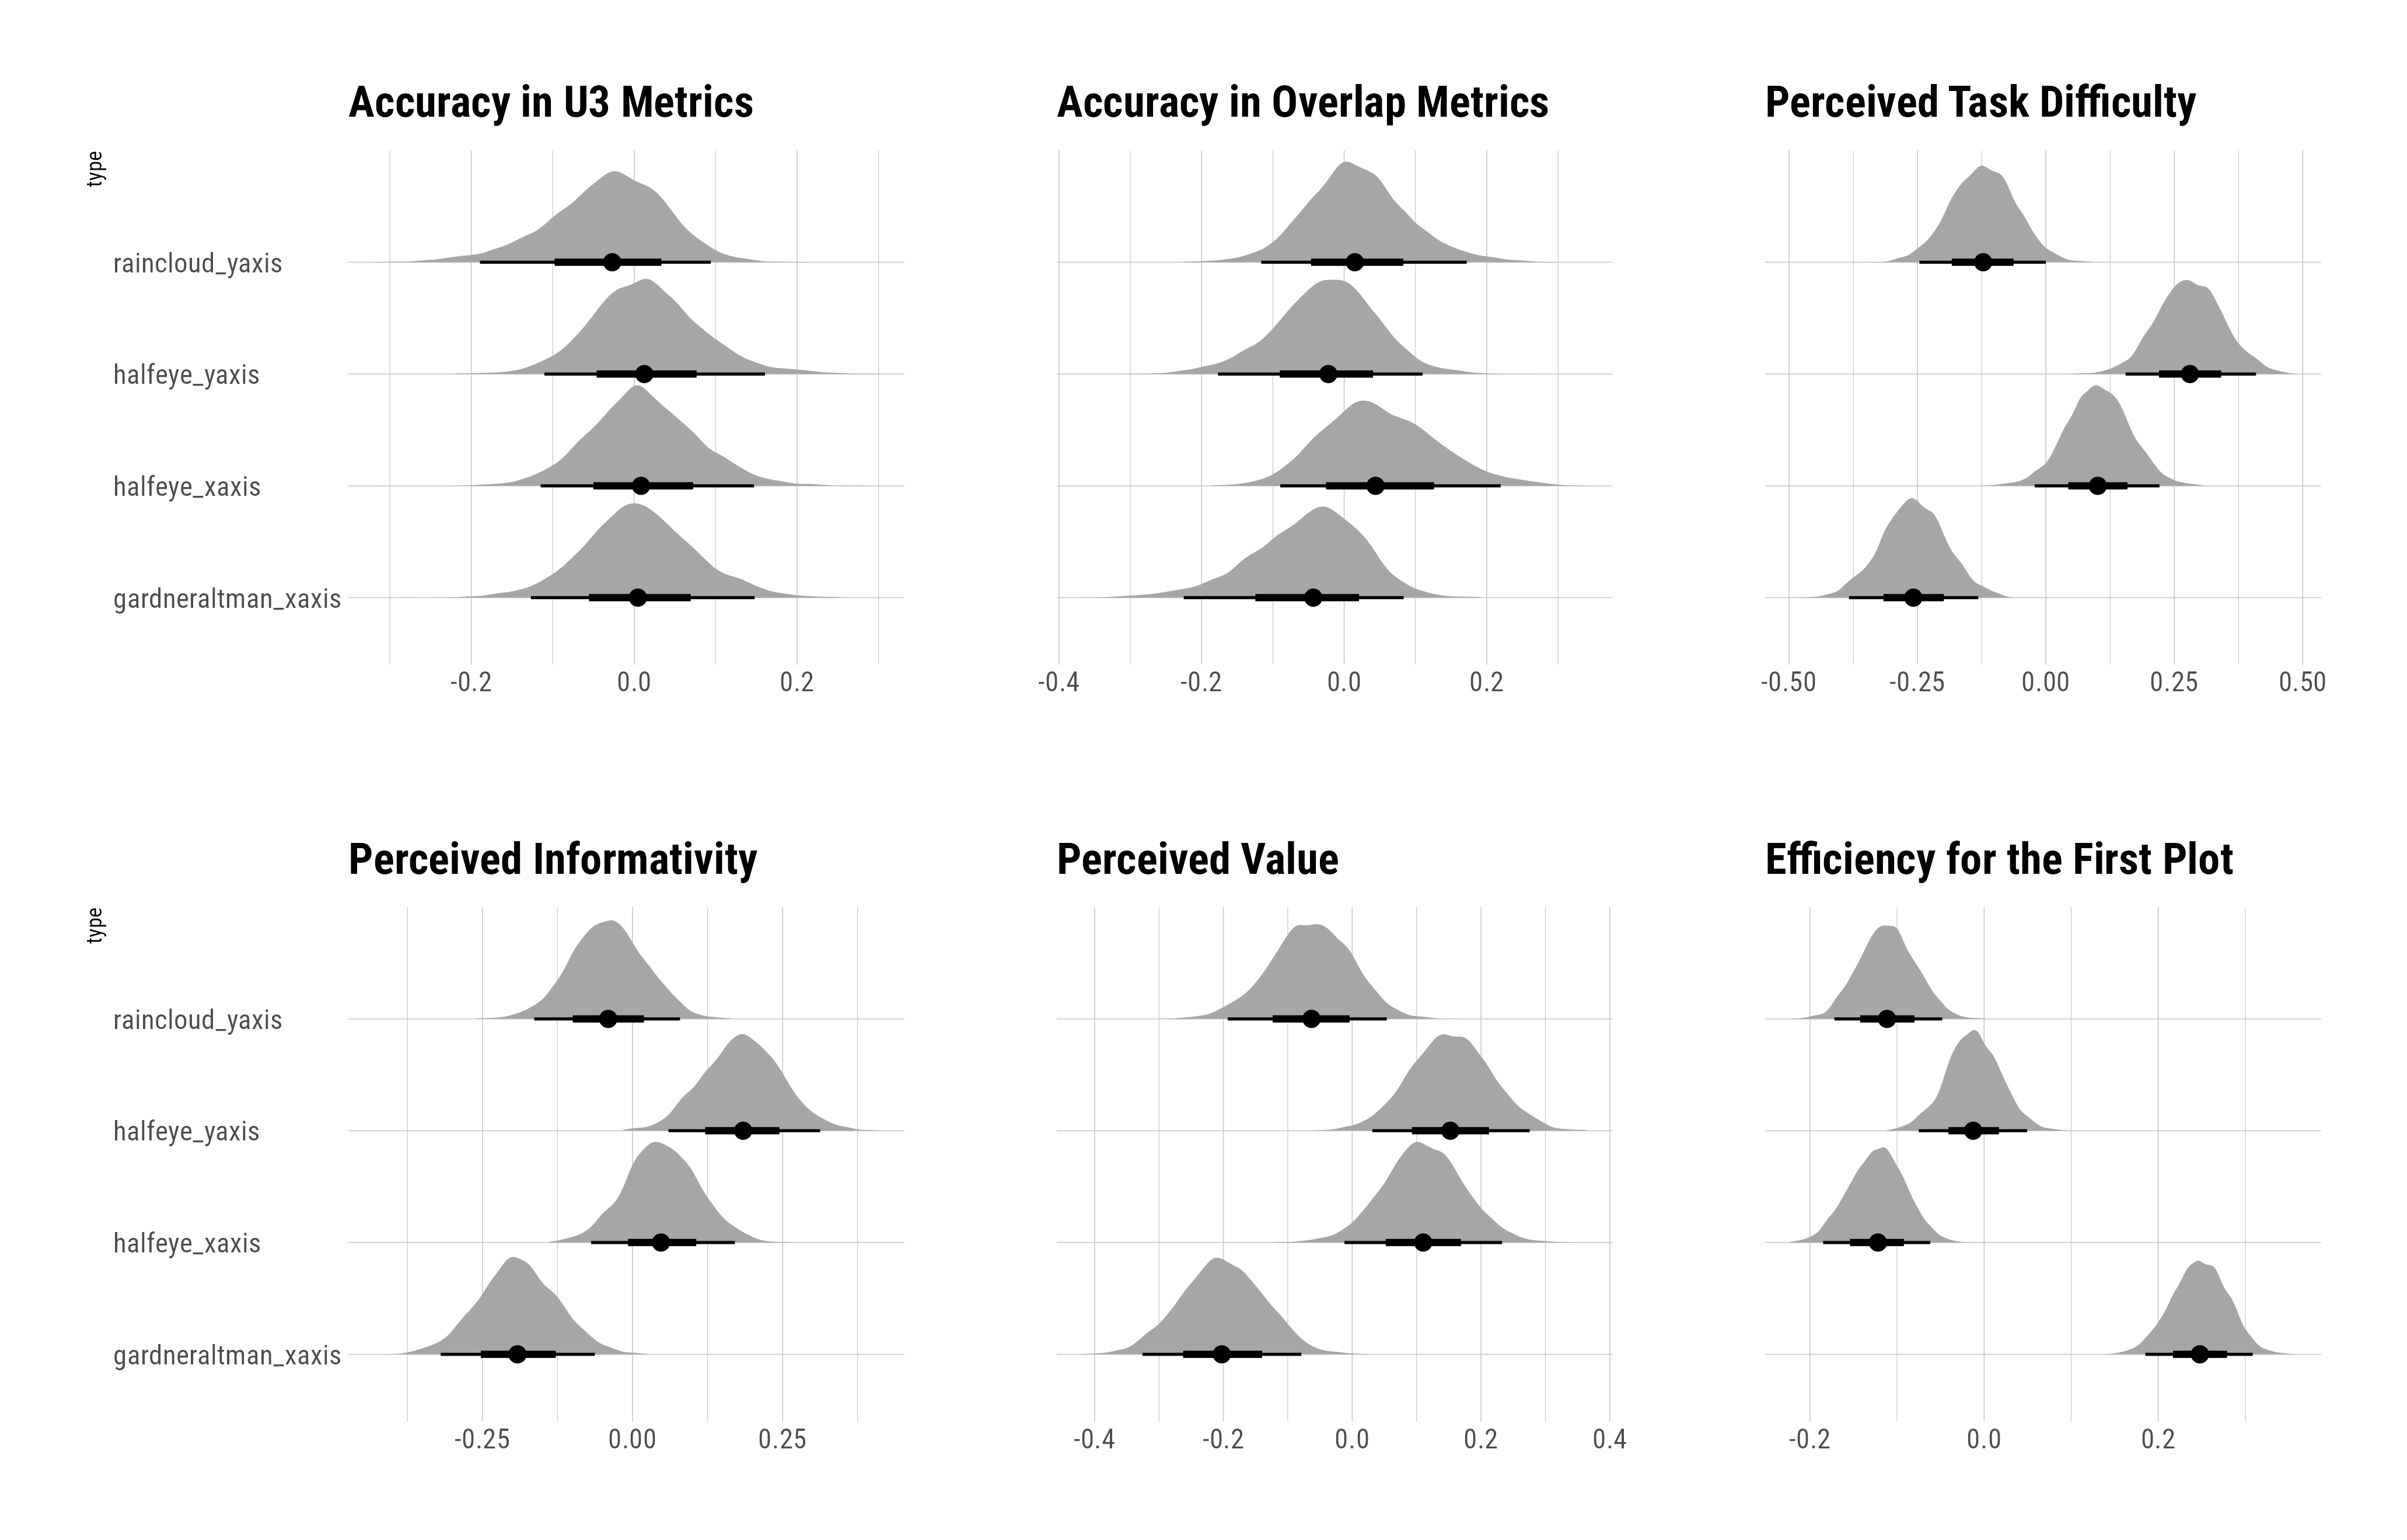 Accuracy in U3 Metrics
Accuracy in Overlap Metrics
Perceived Task Difficulty
type
raincloud_yaxis
halfeye_yaxis
halfeye_xaxis
gardneraltman_xaxis
-0.2 0.0 0.2
-0.4 -0.2 0.0 0.2
-0.50 -0.25 0.00 0.25 0.50
Perceived Informativity
Perceived Value
Efficiency for the First Plot
type
raincloud_yaxis
halfeye_yaxis
halfeye_xaxis
gardneraltman_xaxis
-0.25 0.00 0.25
-0.4 -0.2 0.0 0.2 0.4
-0.2 0.0 0.2